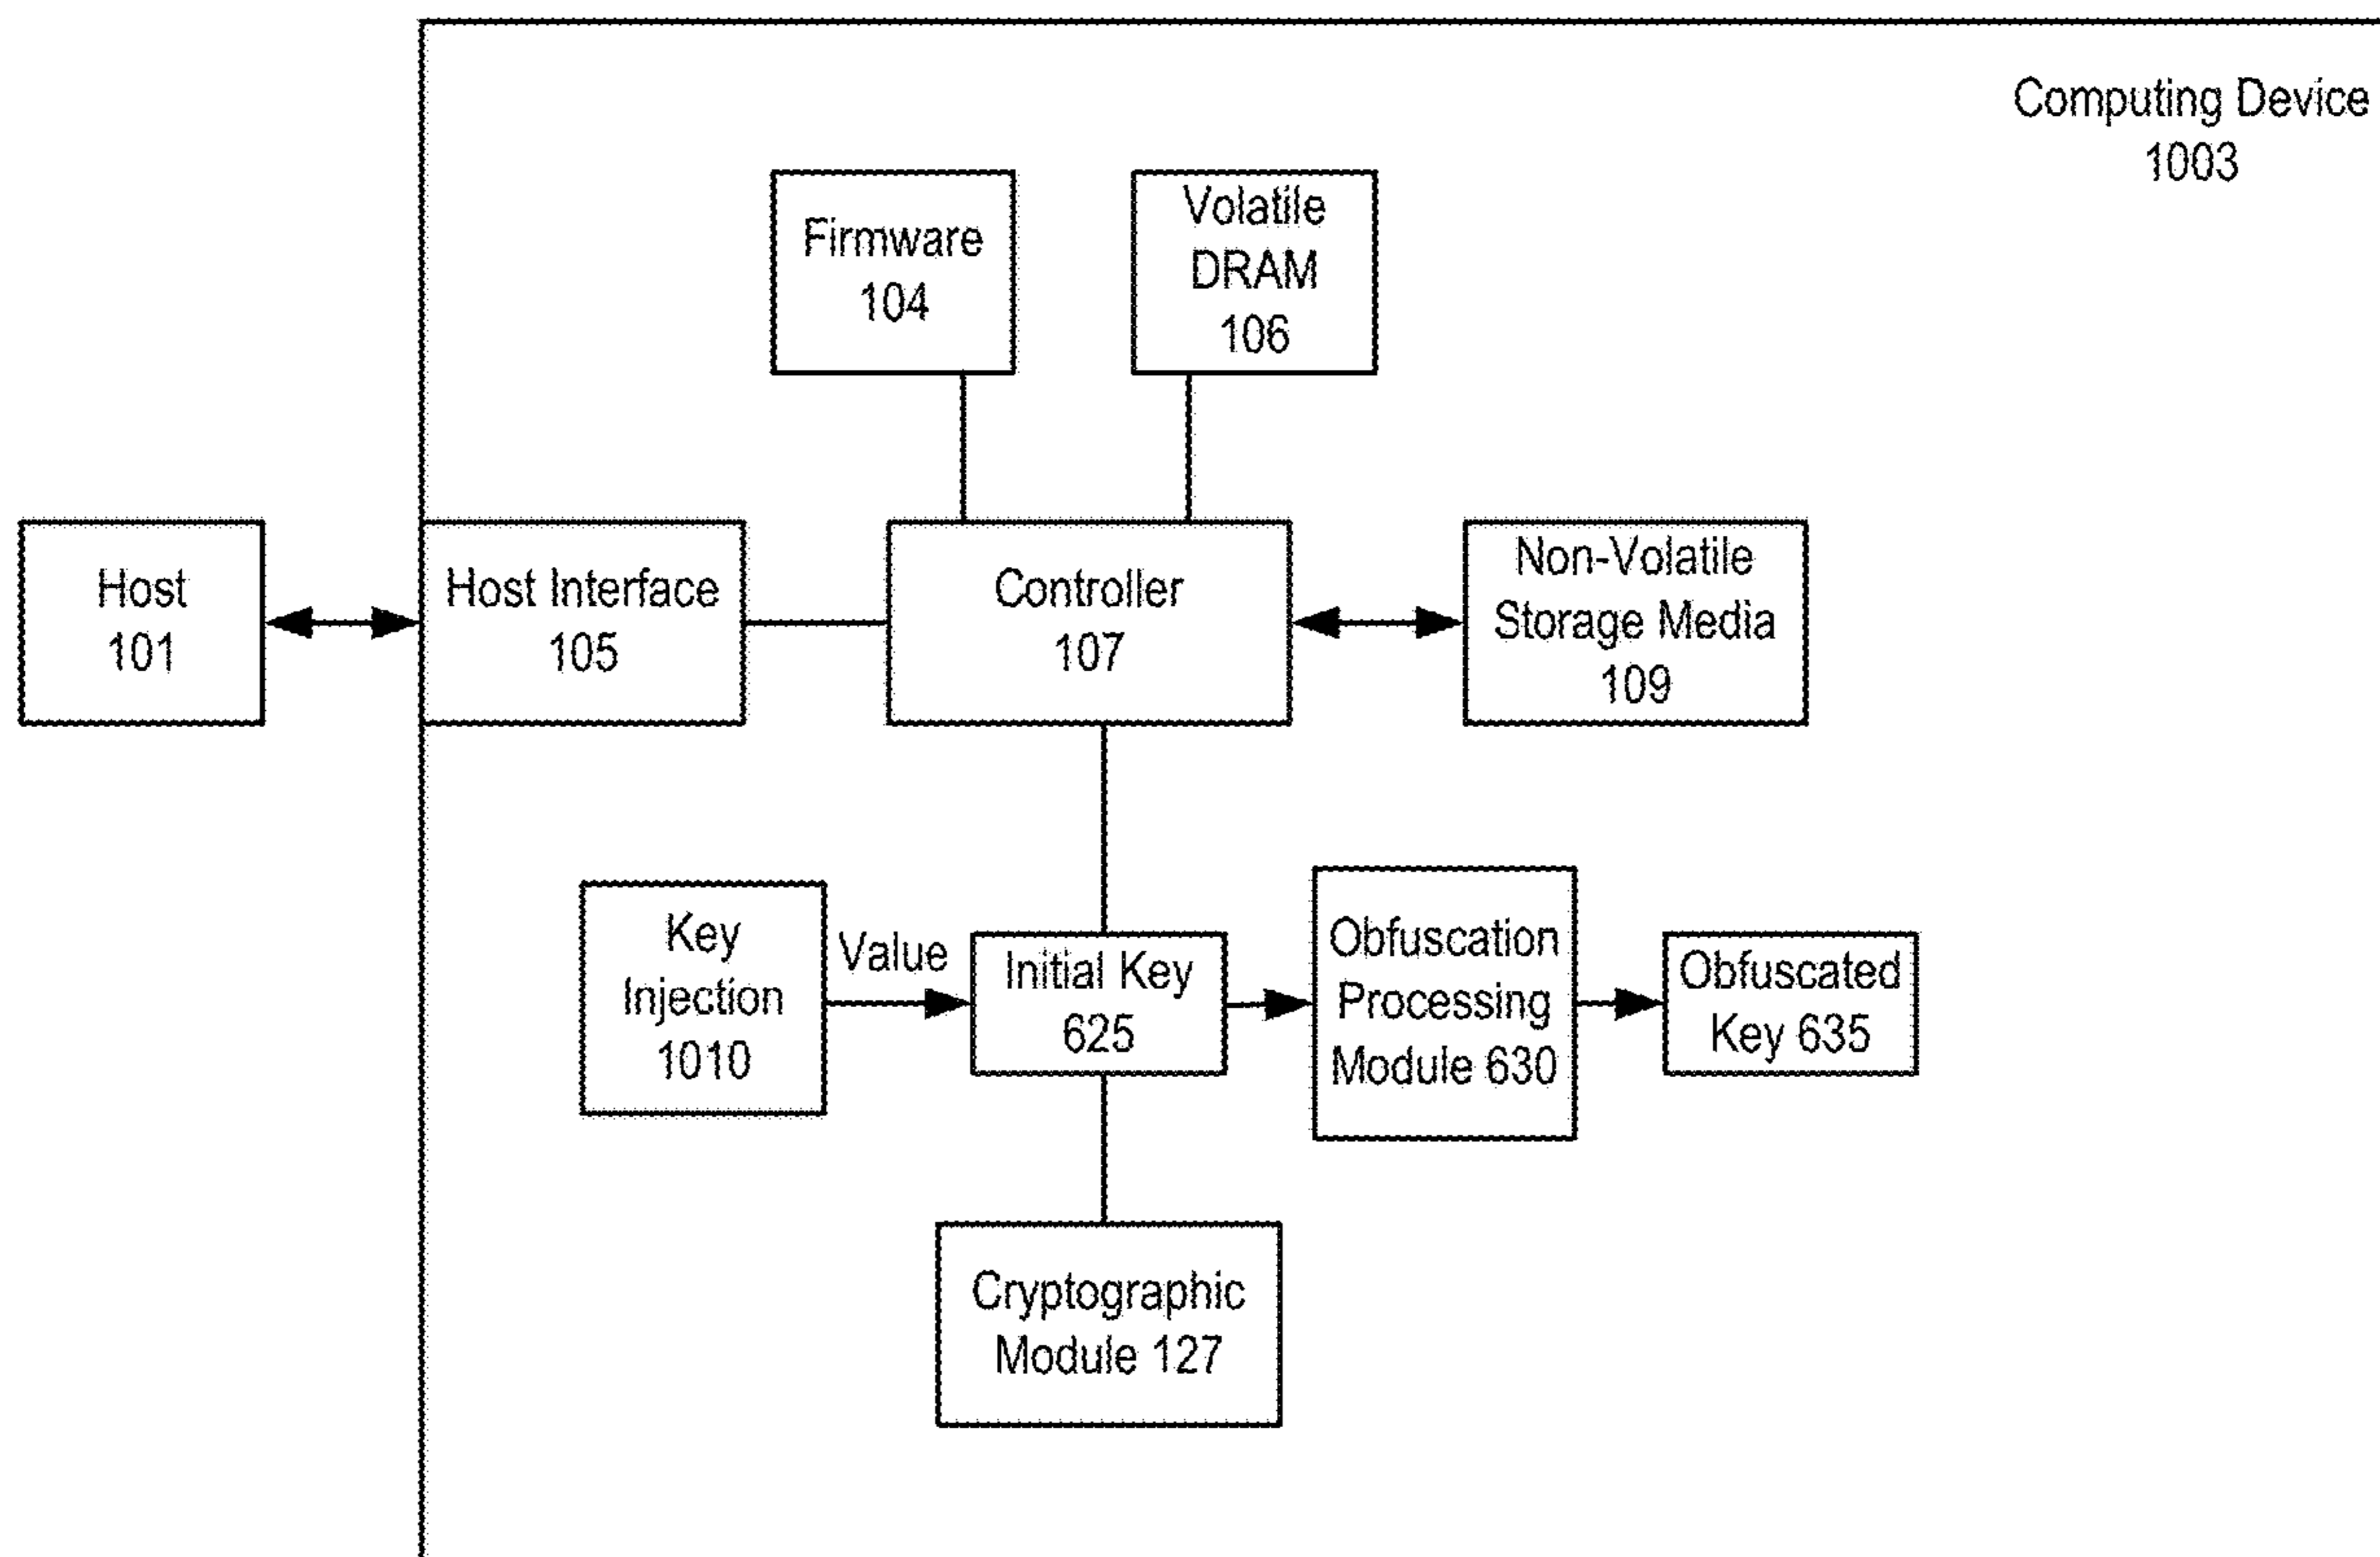 Computing Device
1003
Firmware
104
Volatile
DRAM
106
Host
101
Host Interface
105
Controller
107
Non-Volatile
Storage Media
109
Key
Injection
1010
Value
Initial Key
625
Obfuscation
Processing
Module 630
Obfuscated
Key 635
Cryptographic
Module 127